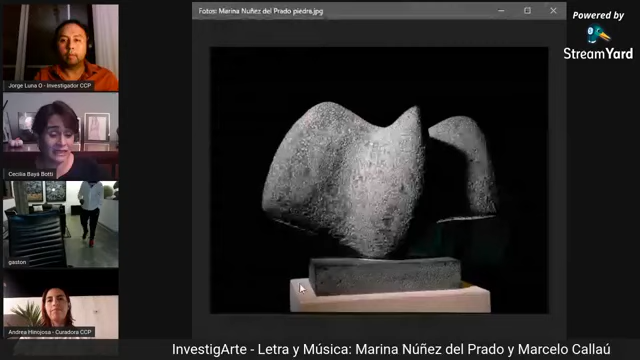 Fotos: Marina Nuñez del Prado piedra.jpg
Powered by
StreamYard
Jorge Luna O - Investigador CCP
Cecilia Bayá Botti
gaston
Andrea Hinojosa - Curadora CCP
InvestigArte - Letra y Música: Marina Núñez del Prado y Marcelo Callaú